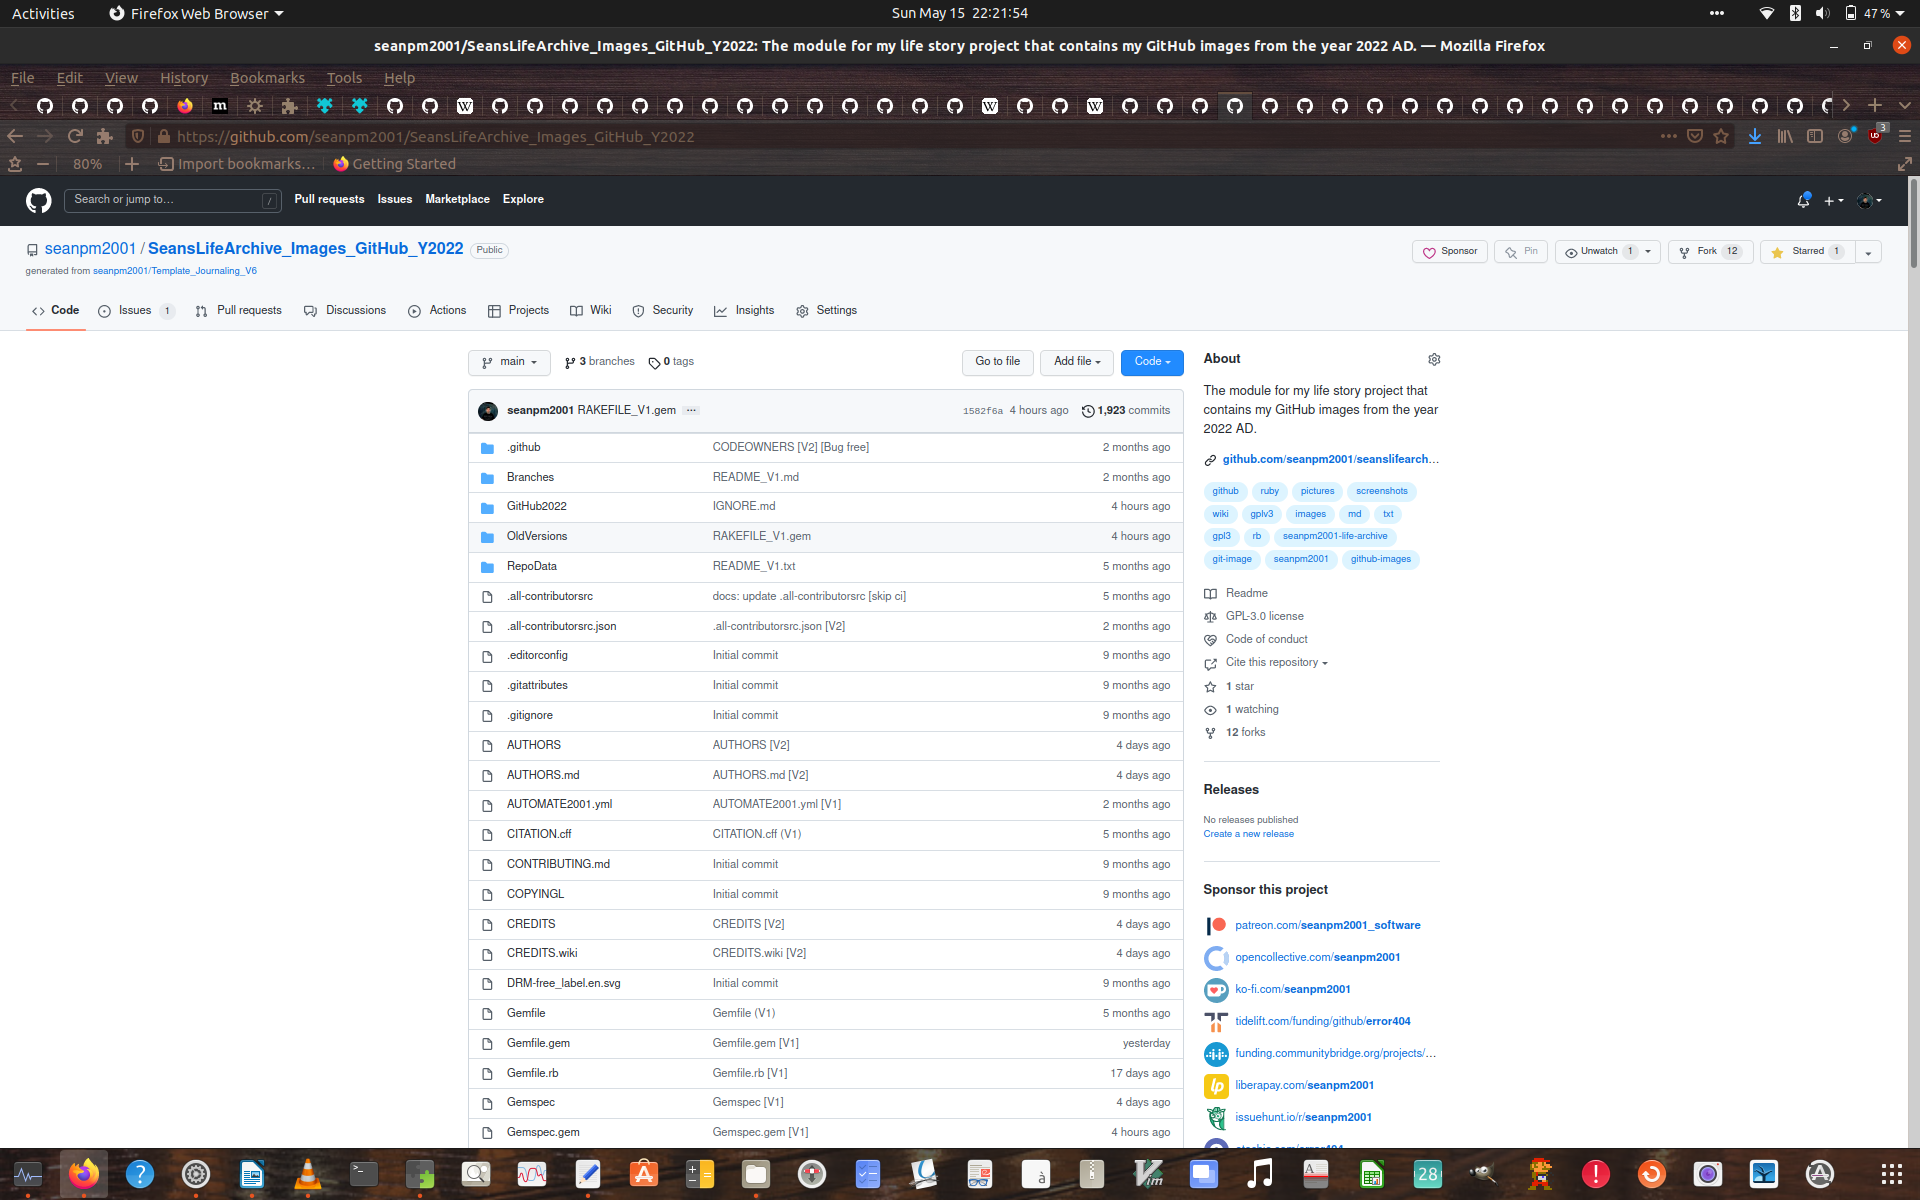 Activities Firefox Web Browser Sun May 15 22:21:54 47 %
seanpm2001/SeansLifeArchive_Images_GitHub_Y2022: The module for my life story project that contains my GitHub images from the year 2022 AD. — Mozilla Firefox
File Edit View History Bookmarks Tools Help
https://github.com/seanpm2001/SeansLifeArchive_Images_GitHub_Y2022 3
80% Import bookmarks... Getting Started
Search or jump to... / Pull requests Issues Marketplace Explore
seanpm2001 / SeansLifeArchive_Images_GitHub_Y2022 Public Sponsor Pin Unwatch 1 Fork 12 Starred 1
generated from seanpm2001/Template_Journaling_V6
Code Issues 1 Pull requests Discussions Actions Projects Wiki Security Insights Settings
main 3 branches 0 tags Go to file Add file Code
seanpm2001 RAKEFILE_V1.gem ... 1582f6a 4 hours ago 1,923 commits
.github CODEOWNERS [V2] [Bug free] 2 months ago
Branches README_V1.md 2 months ago
GitHub2022 IGNORE.md 4 hours ago
OldVersions RAKEFILE_V1.gem 4 hours ago
RepoData README_V1.txt 5 months ago
.all-contributorsrc docs: update .all-contributorsrc [skip ci] 5 months ago
.all-contributorsrc.json .all-contributorsrc.json [V2] 2 months ago
.editorconfig Initial commit 9 months ago
.gitattributes Initial commit 9 months ago
.gitignore Initial commit 9 months ago
AUTHORS AUTHORS [V2] 4 days ago
AUTHORS.md AUTHORS.md [V2] 4 days ago
AUTOMATE2001.yml AUTOMATE2001.yml [V1] 2 months ago
CITATION.cff CITATION.cff (V1) 5 months ago
CONTRIBUTING.md Initial commit 9 months ago
COPYINGL Initial commit 9 months ago
CREDITS CREDITS [V2] 4 days ago
CREDITS.wiki CREDITS.wiki [V2] 4 days ago
DRM-free_label.en.svg Initial commit 9 months ago
Gemfile Gemfile (V1) 5 months ago
Gemfile.gem Gemfile.gem [V1] yesterday
Gemfile.rb Gemfile.rb [V1] 17 days ago
Gemspec Gemspec [V1] 4 days ago
Gemspec.gem Gemspec.gem [V1] 4 hours ago
About
The module for my life story project that
contains my GitHub images from the year
2022 AD.
github.com/seanpm2001/seanslifearch...
github ruby pictures screenshots
wiki gplv3 images md txt
gpl3 rb seanpm2001-life-archive
git-image seanpm2001 github-images
Readme
GPL-3.0 license
Code of conduct
Cite this repository
1 star
1 watching
12 forks
Releases
No releases published
Create a new release
Sponsor this project
patreon.com/seanpm2001_software
opencollective.com/seanpm2001
ko-fi.com/seanpm2001
tidelift.com/funding/github/error404
funding.communitybridge.org/projects/...
liberapay.com/seanpm2001
issuehunt.io/r/seanpm2001
28